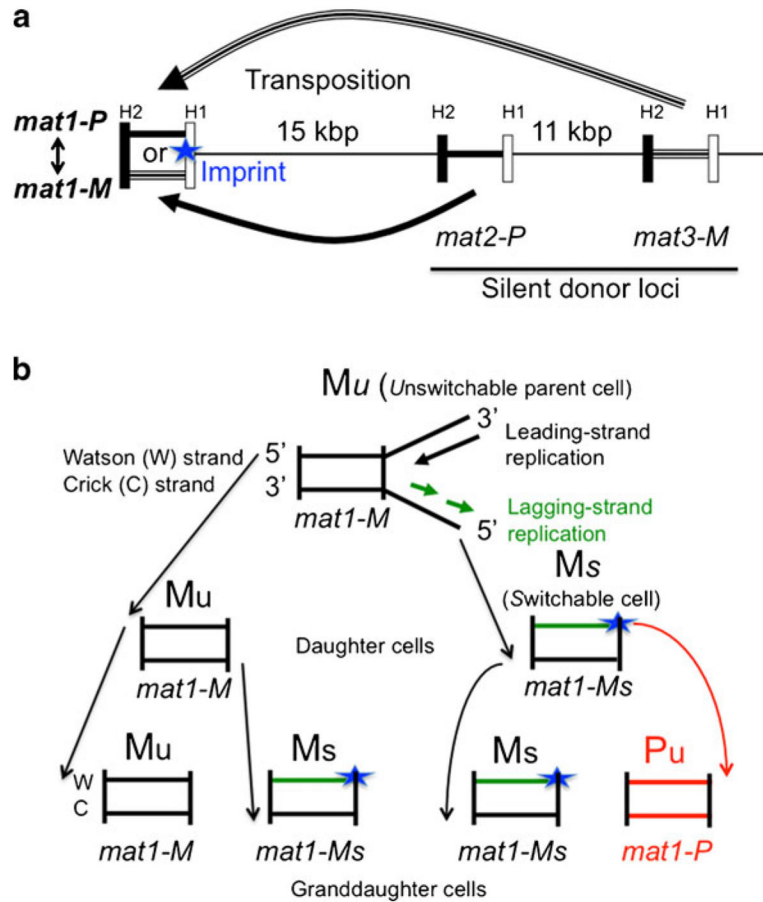 a
Transposition
H2 H1 H2 H1 H2 H1
mat1-P 15 kbp 11 kbp
or
mat1-M Imprint
mat2-P mat3-M
Silent donor loci
b
Mu (Unswitchable parent cell)
3’
5’ Leading-strand
replication
Watson (W) strand
Crick (C) strand
3’
mat1-M
Lagging-strand
replication
5’
Ms
(Switchable cell)
Mu
Daughter cells
mat1-M mat1-Ms
Mu Ms Ms Pu
W
C
mat1-M mat1-Ms mat1-Ms mat1-P
Granddaughter cells